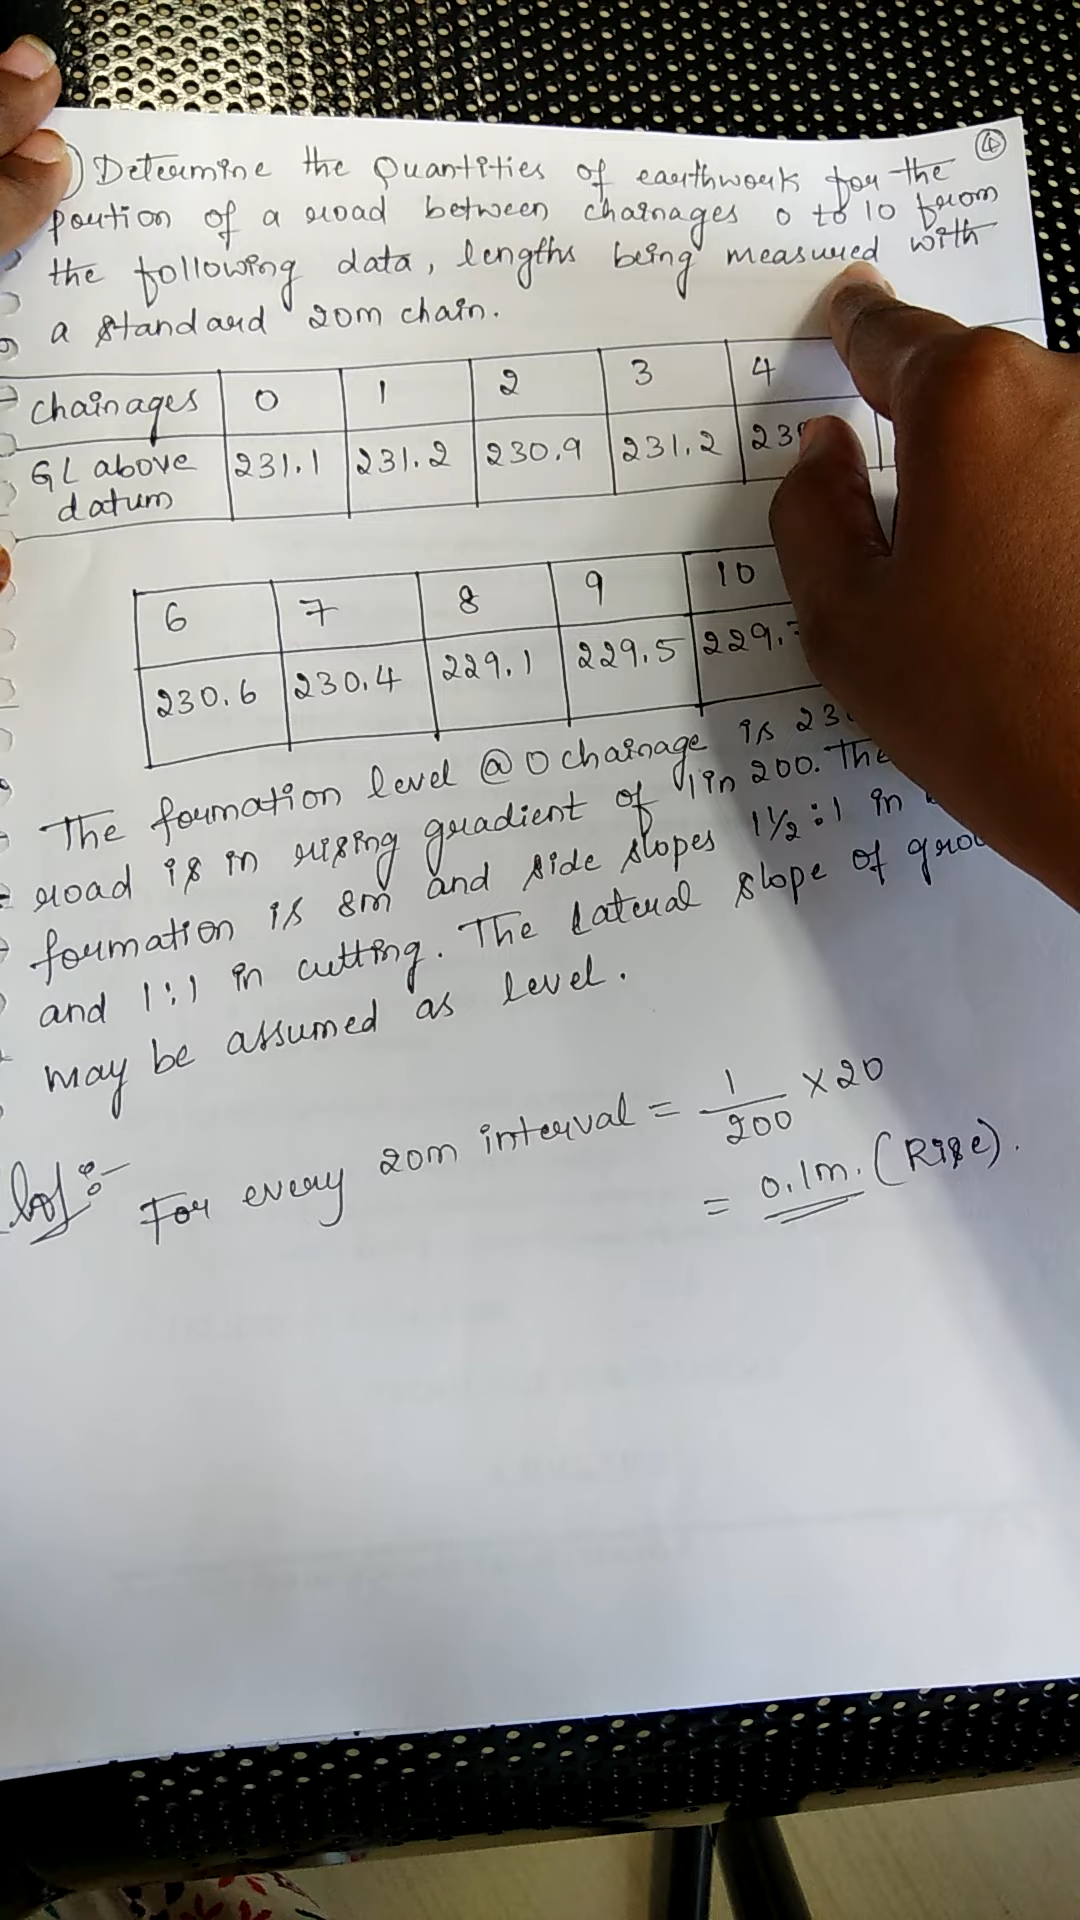 ④
Determine the Quantities of earthwork for the
portion of a road between chainages 0 to 10 from
the following data, lengths being measured with
a standard 20m chain.
chainages 0 1 2 3 4
GL above datum 231.1 231.2 230.9 231.2
6 7 8 9 10
230.6 230.4 229.1 229.5 229.
The formation level @ 0 chainage is
road is in rising gradient of 1 in 200. The
formation is 8m and side slopes 1½:1 in
and 1:1 in cutting. The lateral slope of
may be assumed as level.
For every 20m interval = 1/200 × 20
= 0.1m. (Rise).